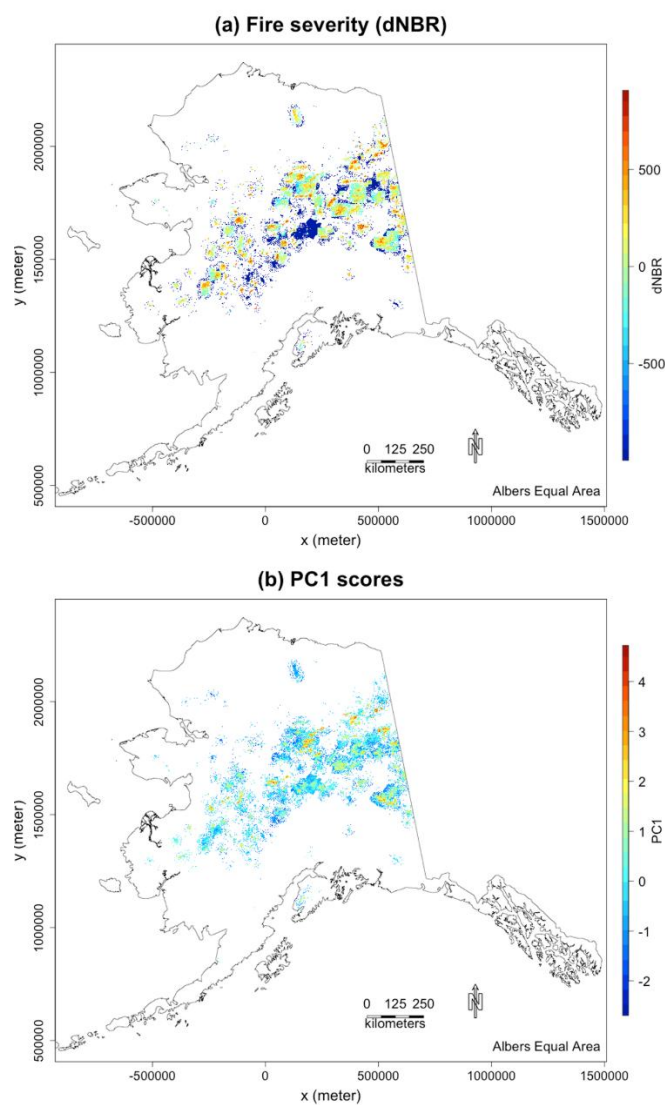 (a) Fire severity (dNBR)
2000000
1500000
1000000
500000
y (meter)
500
0
-500
dNBR
0 125 250
kilometers
N
Albers Equal Area
-500000 0 500000 1000000 1500000
x (meter)
(b) PC1 scores
2000000
1500000
1000000
500000
y (meter)
4
3
2
1
0
-1
-2
PC1
0 125 250
kilometers
N
Albers Equal Area
-500000 0 500000 1000000 1500000
x (meter)